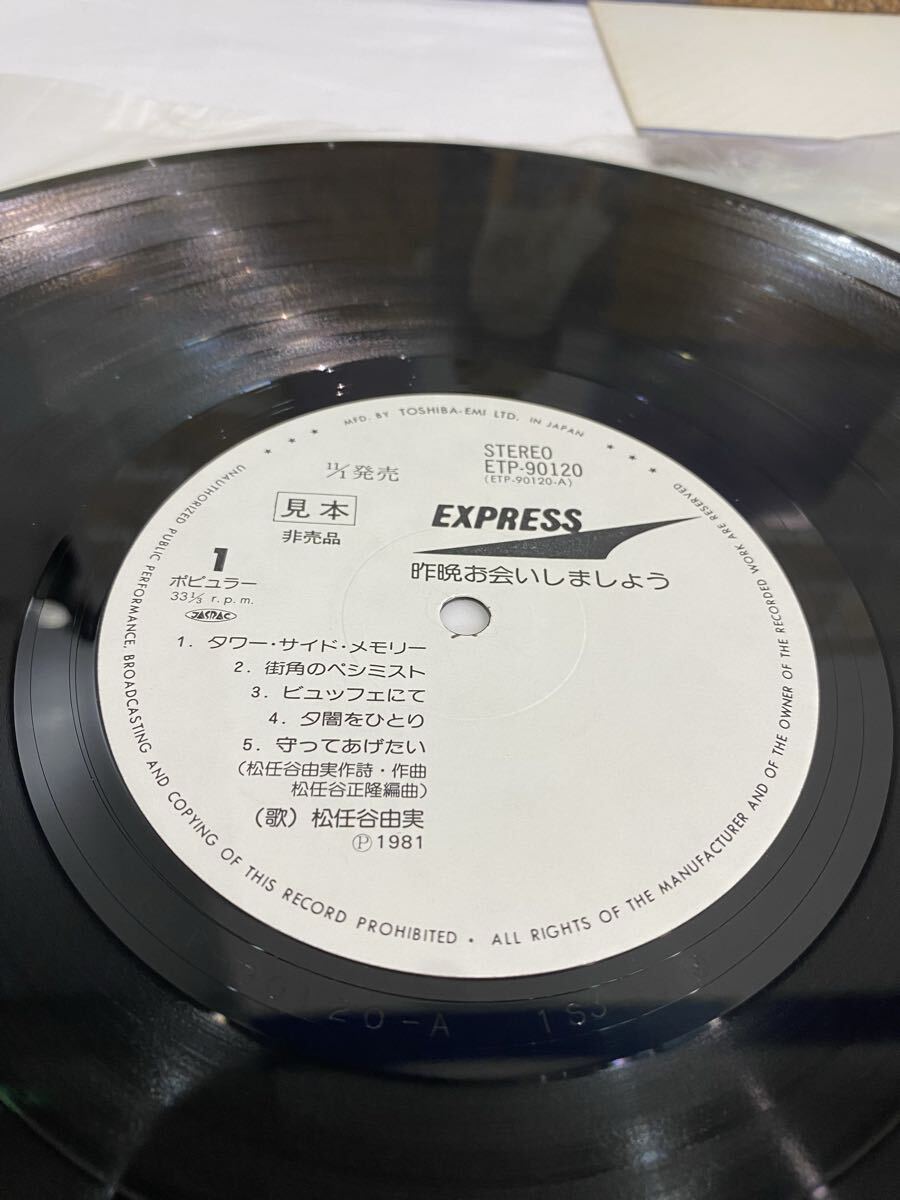 MFD. BY TOSHIBA-EMI LTD. IN JAPAN
11/1発売
STEREO
ETP-90120
(ETP-90120-A)
見本
非売品
EXPRESS
昨晩お会いしましょう
1
ポピュラー
33⅓ r.p.m.
JASRAC
1. タワー・サイド・メモリー
2. 街角のペシミスト
3. ビュッフェにて
4. 夕闇をひとり
5. 守ってあげたい
(松任谷由実作詩・作曲
松任谷正隆編曲)
(歌) 松任谷由実
Ⓟ1981
UNAUTHORIZED PUBLIC PERFORMANCE, BROADCASTING AND COPYING OF THIS RECORD PROHIBITED • ALL RIGHTS OF THE MANUFACTURER AND OF THE OWNER OF THE RECORDED WORK ARE RESERVED
20-A